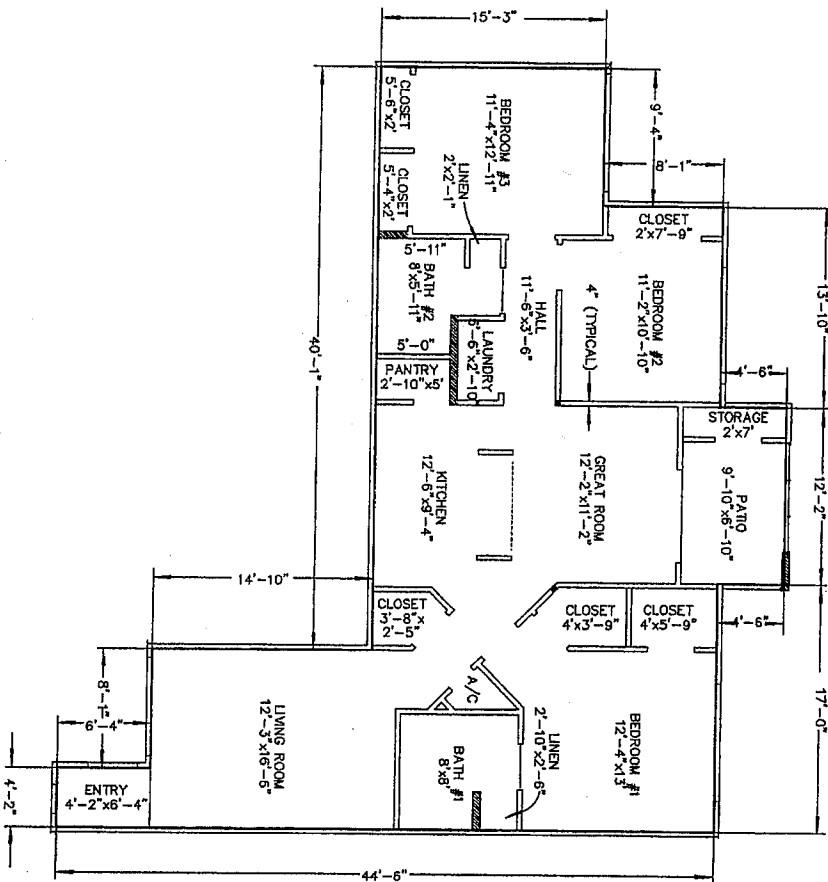 15'-3"
9'-4"
8'-1"
CLOSET
5'-6"x2'
BEDROOM #3
11'-4"x12'-11"
LINEN
2'x2'-1"
CLOSET
5'-4"x2'
CLOSET
2'x7'-9"
13'-10"
5'-11"
BATH #2
8'x5'-11"
HALL
11'-6"x3'-6"
4" (TYPICAL)
BEDROOM #2
11'-2"x10'-10"
40'-1"
5'-0"
LAUNDRY
5'-6"x2'-10"
PANTRY
2'-10"x5'
4'-6"
STORAGE
2'x7'
KITCHEN
12'-6"x9'-4"
GREAT ROOM
12'-2"x11'-2"
PATIO
9'-10"x6'-10"
12'-2"
14'-10"
CLOSET
3'-8"x
2'-5"
CLOSET
4'x3'-9"
CLOSET
4'x5'-9"
4'-6"
17'-0"
8'-1"
6'-4"
LIVING ROOM
12'-3"x16'-5"
A/C
BATH #1
8'x8'
LINEN
2'-10"x2'-6"
BEDROOM #1
12'-4"x13'
4'-2"
ENTRY
4'-2"x6'-4"
44'-6"